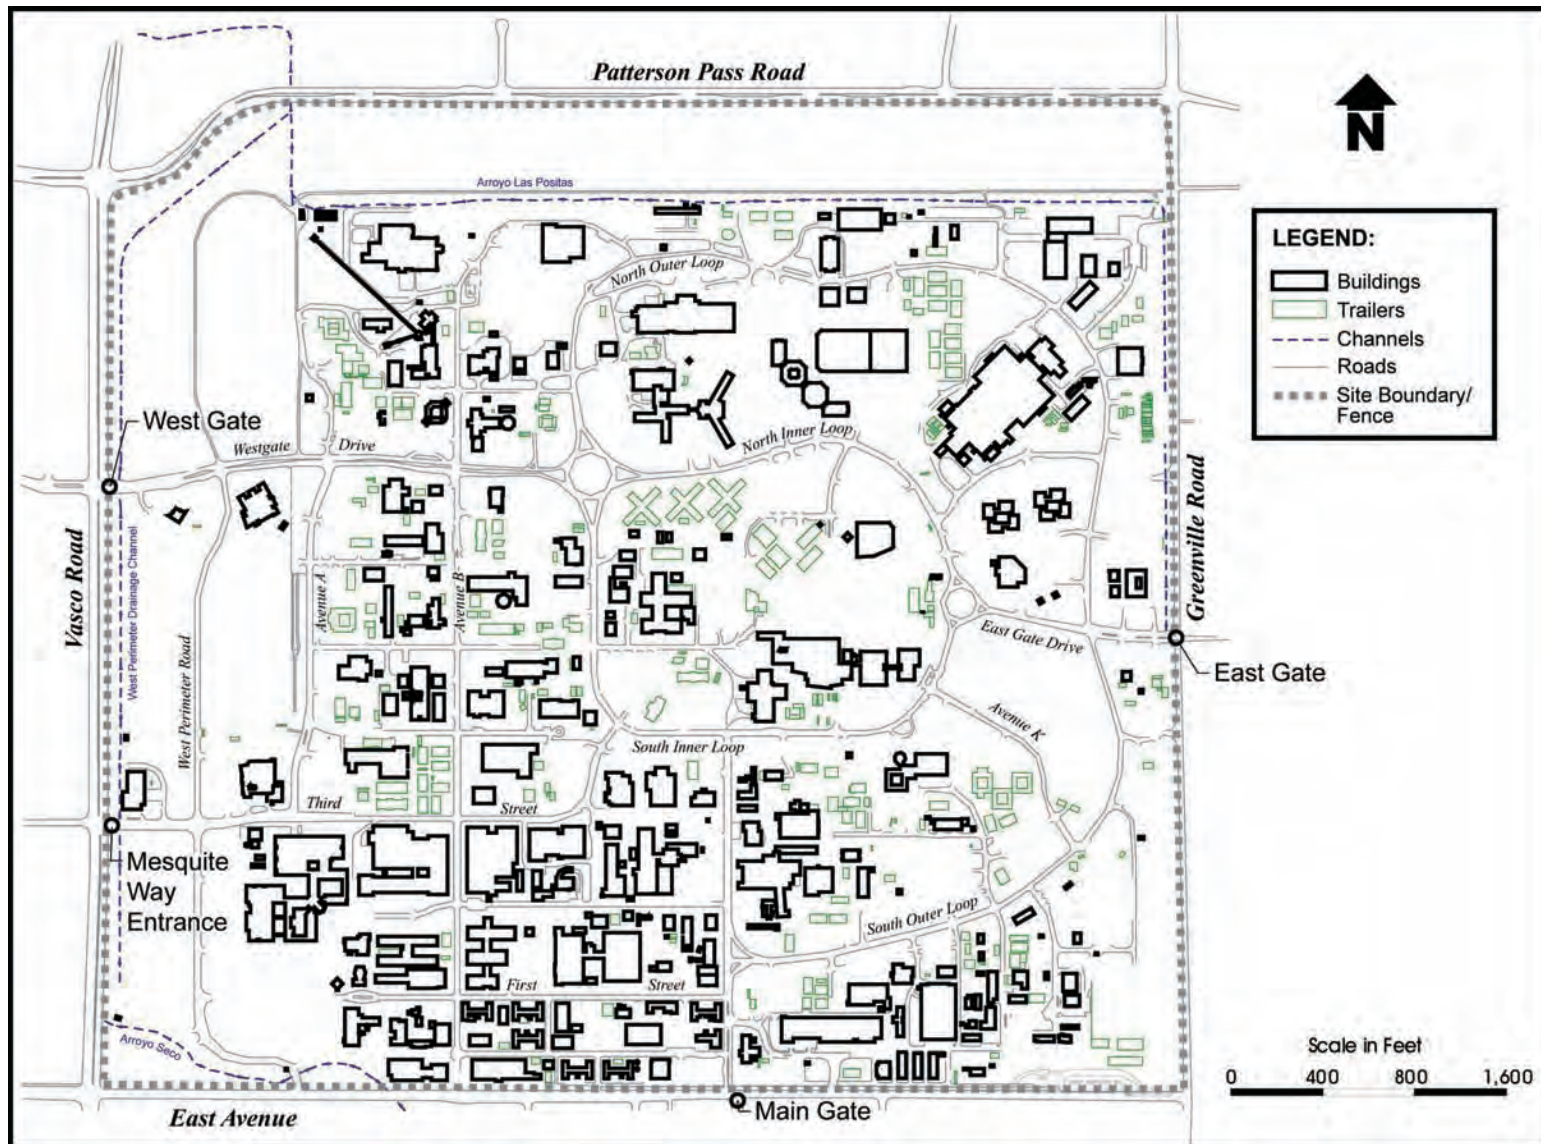 Patterson Pass Road
N
Arroyo Las Positas
LEGEND:
Buildings
Trailers
Channels
Roads
Site Boundary/
Fence
North Outer Loop
West Gate
Westgate
Drive
North Inner Loop
Vasco Road
West Perimeter Drainage Channel
West Perimeter Road
Avenue A
Avenue B
Greenville Road
East Gate Drive
East Gate
Avenue K
South Inner Loop
Third
Street
Mesquite
Way
Entrance
South Outer Loop
First
Street
Arroyo Seco
Scale in Feet
0 400 800 1,600
Main Gate
East Avenue